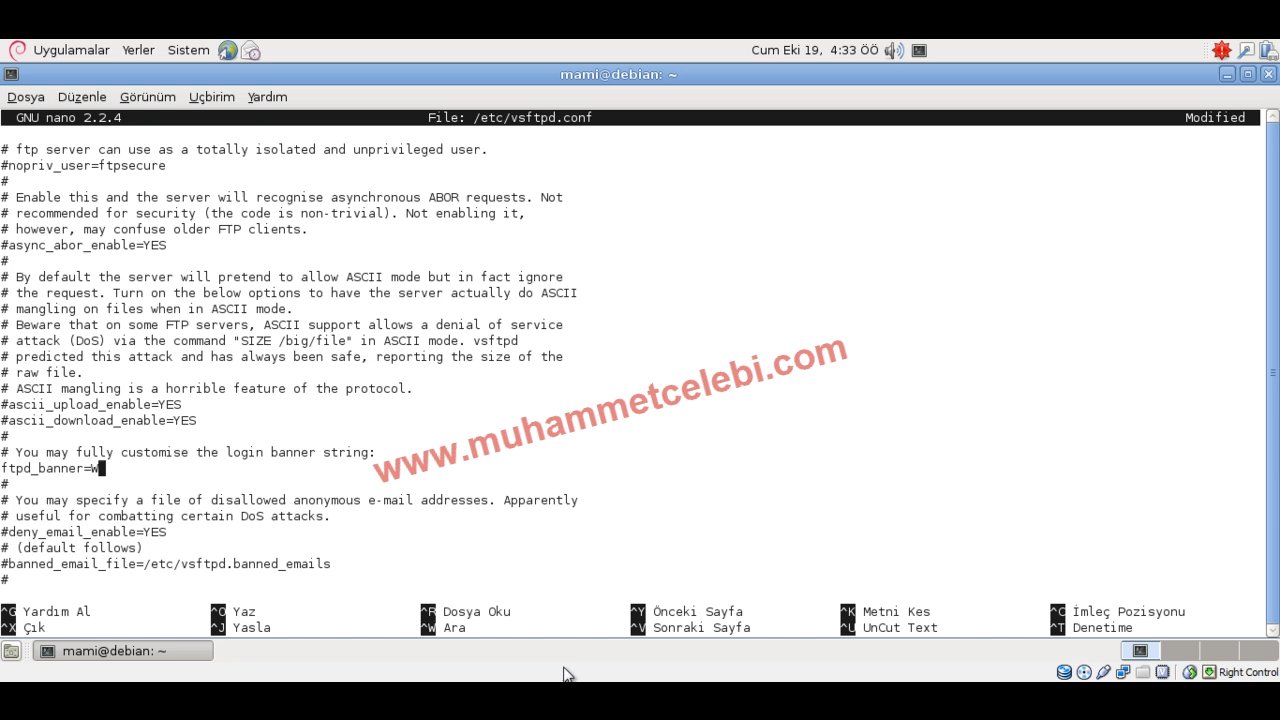 Uygulamalar Yerler Sistem Cum Eki 19, 4:33 ÖÖ
mami@debian: ~
Dosya Düzenle Görünüm Uçbirim Yardım
GNU nano 2.2.4 File: /etc/vsftpd.conf Modified
# ftp server can use as a totally isolated and unprivileged user.
#nopriv_user=ftpsecure
#
# Enable this and the server will recognise asynchronous ABOR requests. Not
# recommended for security (the code is non-trivial). Not enabling it,
# however, may confuse older FTP clients.
#async_abor_enable=YES
#
# By default the server will pretend to allow ASCII mode but in fact ignore
# the request. Turn on the below options to have the server actually do ASCII
# mangling on files when in ASCII mode.
# Beware that on some FTP servers, ASCII support allows a denial of service
# attack (DoS) via the command "SIZE /big/file" in ASCII mode. vsftpd
# predicted this attack and has always been safe, reporting the size of the
# raw file.
# ASCII mangling is a horrible feature of the protocol.
#ascii_upload_enable=YES
#ascii_download_enable=YES
#
# You may fully customise the login banner string:
ftpd_banner=W
#
# You may specify a file of disallowed anonymous e-mail addresses. Apparently
# useful for combatting certain DoS attacks.
#deny_email_enable=YES
# (default follows)
#banned_email_file=/etc/vsftpd.banned_emails
#
www.muhammetcelebi.com
^G Yardım Al ^O Yaz ^R Dosya Oku ^Y Önceki Sayfa ^K Metni Kes ^C İmleç Pozisyonu
^X Çık ^J Yasla ^W Ara ^V Sonraki Sayfa ^U UnCut Text ^T Denetime
mami@debian: ~
Right Control